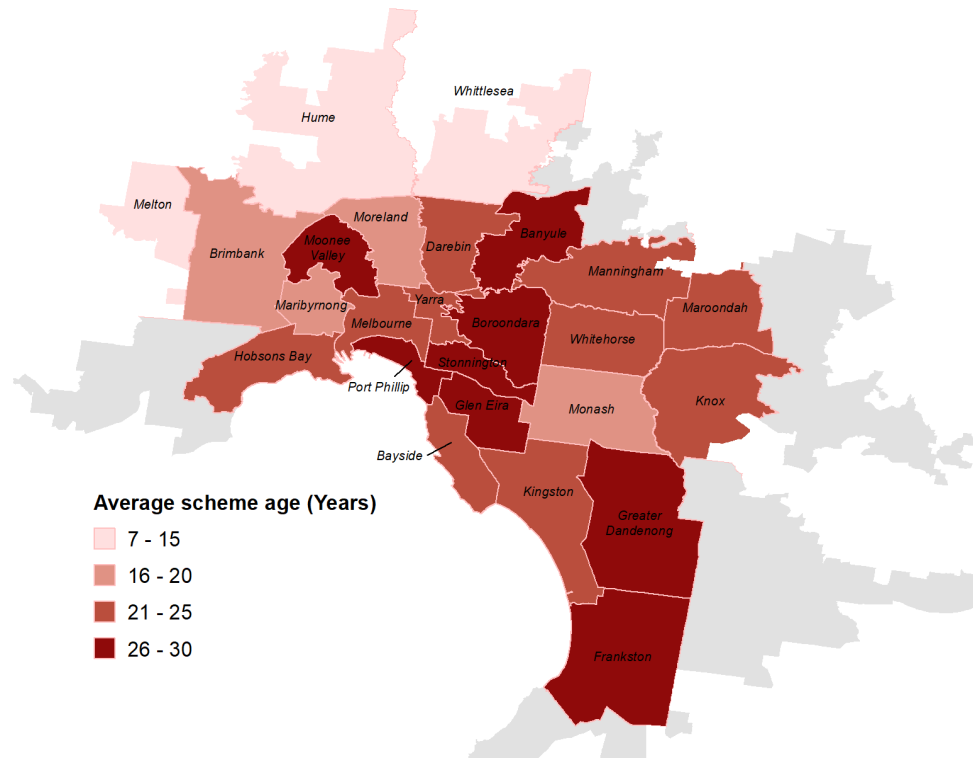 Whittlesea
Hume
Melton
Moreland
Moonee
Valley
Darebin
Banyule
Brimbank
Manningham
Maribyrnong
Yarra
Maroondah
Melbourne
Boroondara
Whitehorse
Hobsons Bay
Stonnington
Port Phillip
Glen Eira
Monash
Knox
Bayside
Kingston
Greater
Dandenong
Frankston
Average scheme age (Years)
7 - 15
16 - 20
21 - 25
26 - 30